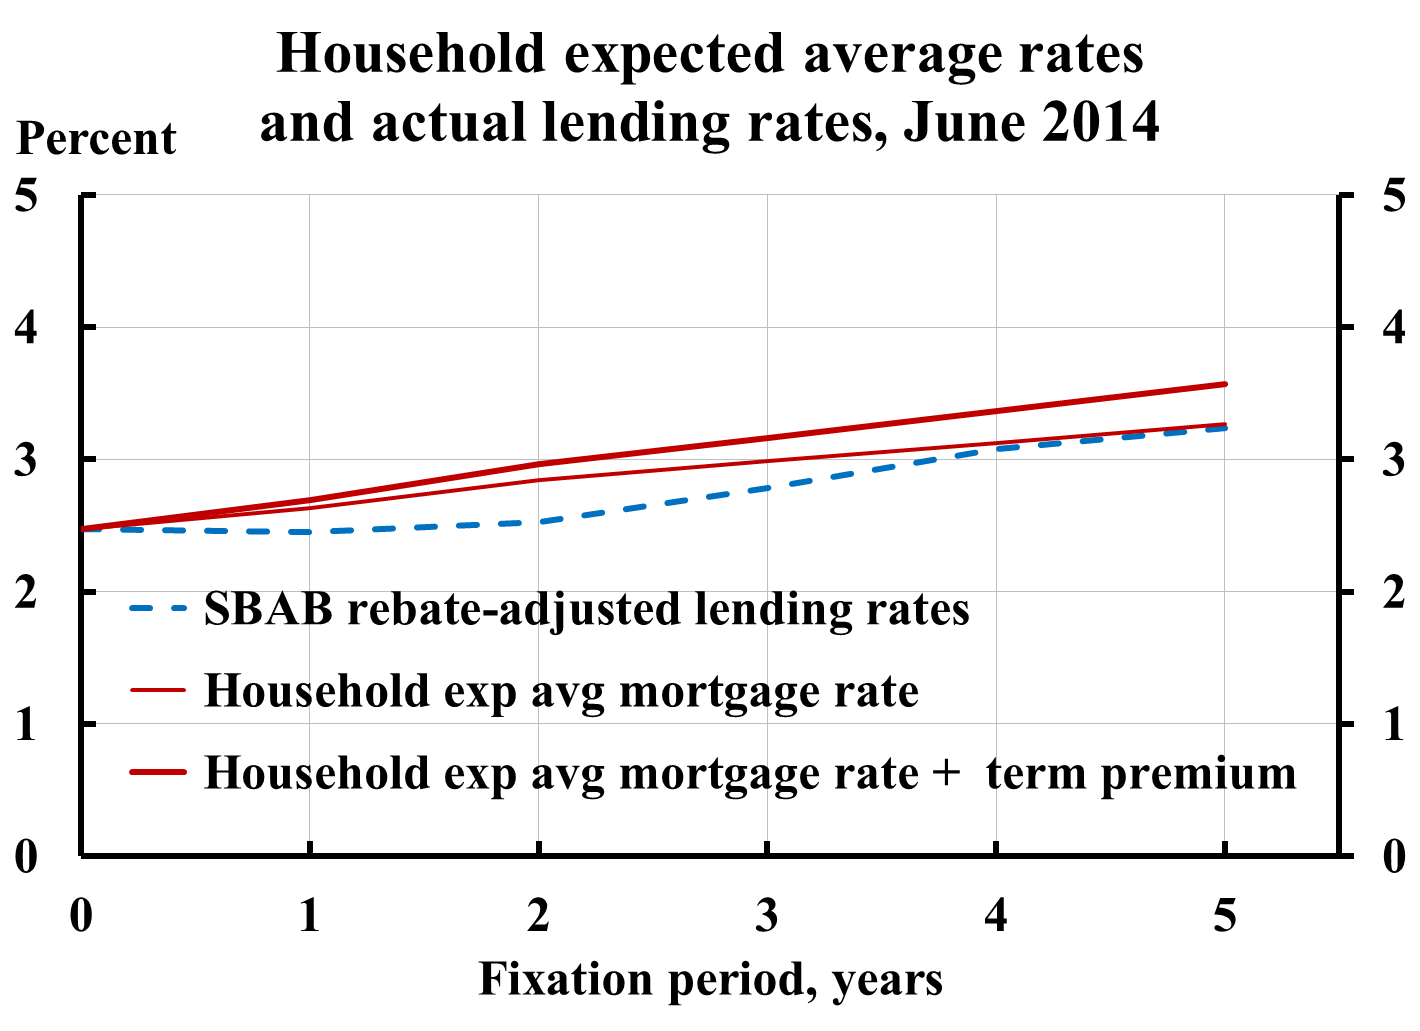 Household expected average rates
and actual lending rates, June 2014
Percent
5 5
4 4
3 3
2 2
SBAB rebate-adjusted lending rates
Household exp avg mortgage rate
1 1
Household exp avg mortgage rate +  term premium
0 0
0 1 2 3 4 5
Fixation period, years